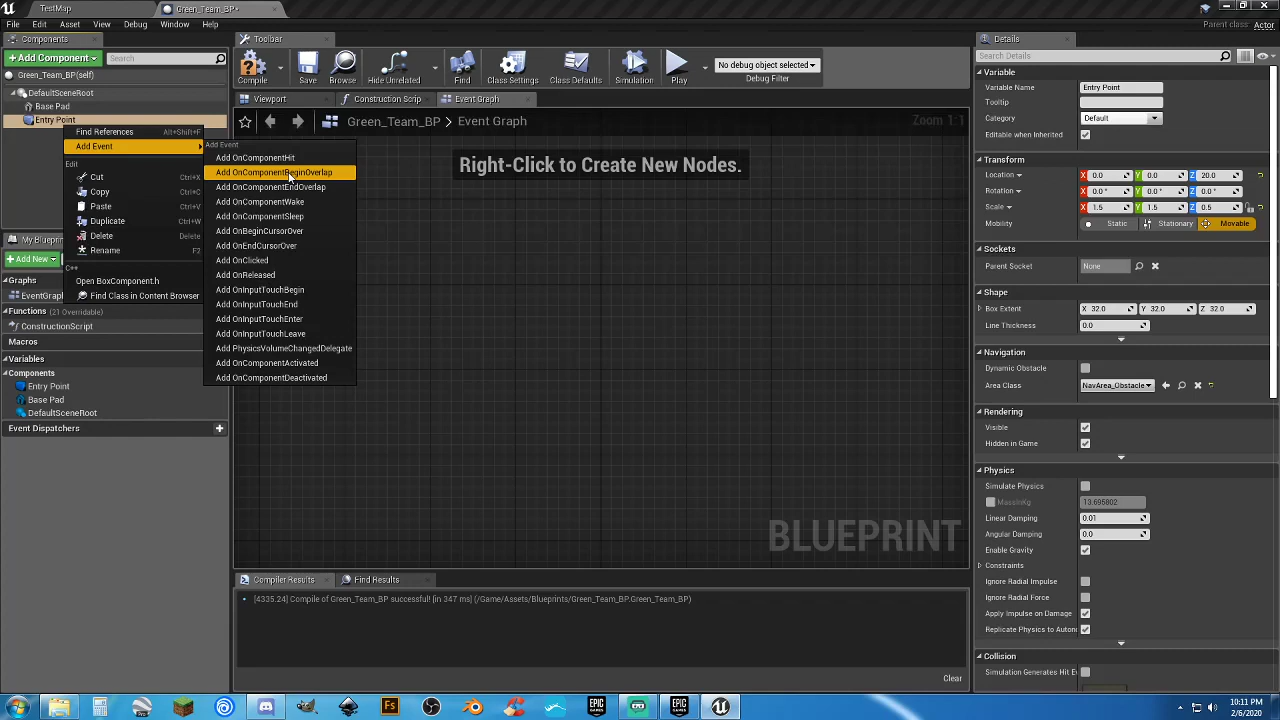 TestMap
Green_Team_BP•
File Edit Asset View Debug Window Help
Parent class: Actor
Components
Toolbar
Details
Add Component
Search
Search Details
Green_Team_BP(self)
DefaultSceneRoot
Base Pad
Entry Point
Compile
Save
Browse
Hide Unrelated
Find
Class Settings
Class Defaults
Simulation
Play
No debug object selected
Debug Filter
Viewport
Construction Scrip
Event Graph
Green_Team_BP
Event Graph
Zoom 1:1
Right-Click to Create New Nodes.
Find References Alt+Shift+F
Add Event
Edit
Cut Ctrl+X
Copy Ctrl+C
Paste Ctrl+V
Duplicate Ctrl+W
Delete Delete
Rename F2
C++
Open BoxComponent.h
Find Class in Content Browser
Add Event
Add OnComponentHit
Add OnComponentBeginOverlap
Add OnComponentEndOverlap
Add OnComponentWake
Add OnComponentSleep
Add OnBeginCursorOver
Add OnEndCursorOver
Add OnClicked
Add OnReleased
Add OnInputTouchBegin
Add OnInputTouchEnd
Add OnInputTouchEnter
Add OnInputTouchLeave
Add PhysicsVolumeChangedDelegate
Add OnComponentActivated
Add OnComponentDeactivated
My Blueprin
Add New
Graphs
EventGraph
Functions (21 Overridable)
ConstructionScript
Macros
Variables
Components
Entry Point
Base Pad
DefaultSceneRoot
Event Dispatchers
BLUEPRINT
Compiler Results
Find Results
[4335.24] Compile of Green_Team_BP successful! [in 347 ms] (/Game/Assets/Blueprints/Green_Team_BP.Green_Team_BP)
Clear
Variable
Variable Name Entry Point
Tooltip
Category Default
Editable when Inherited
Transform
Location X 0.0 Y 0.0 Z 20.0
Rotation X 0.0 ° Y 0.0 ° Z 0.0 °
Scale X 1.5 Y 1.5 Z 0.5
Mobility Static Stationary Movable
Sockets
Parent Socket None
Shape
Box Extent X 32.0 Y 32.0 Z 32.0
Line Thickness 0.0
Navigation
Dynamic Obstacle
Area Class NavArea_Obstacle
Rendering
Visible
Hidden in Game
Physics
Simulate Physics
MassInKg 13.695802
Linear Damping 0.01
Angular Damping 0.0
Enable Gravity
Constraints
Ignore Radial Impulse
Ignore Radial Force
Apply Impulse on Damage
Replicate Physics to Autono
Collision
Simulation Generates Hit E
Fs
EPIC GAMES
EPIC GAMES
10:11 PM
2/6/2020